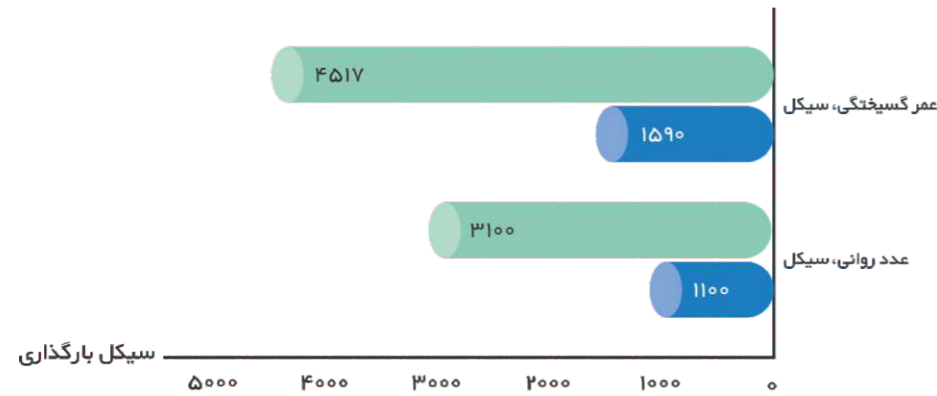 ۴۵۱۷
عمر گسیختگی، سیکل
۱۵۹۰
۳۱۰۰
عدد روانی، سیکل
۱۱۰۰
سیکل بارگذاری
۵۰۰۰ ۴۰۰۰ ۳۰۰۰ ۲۰۰۰ ۱۰۰۰ ۰